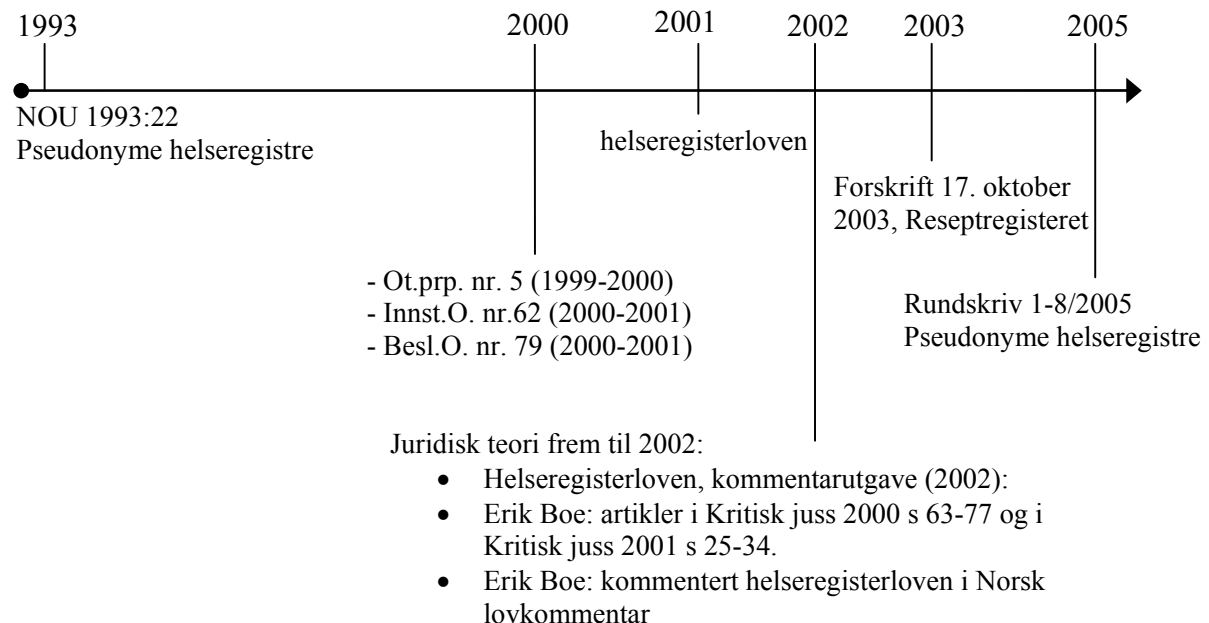 1993
2000
2001
2002
2003
2005
NOU 1993:22
Pseudonyme helseregistre
helseregisterloven
Forskrift 17. oktober
2003, Reseptregisteret
- Ot.prp. nr. 5 (1999-2000)
- Innst.O. nr.62 (2000-2001)
- Besl.O. nr. 79 (2000-2001)
Rundskriv 1-8/2005
Pseudonyme helseregistre
Juridisk teori frem til 2002:
• Helseregisterloven, kommentarutgave (2002):
• Erik Boe: artikler i Kritisk juss 2000 s 63-77 og i
Kritisk juss 2001 s 25-34.
• Erik Boe: kommentert helseregisterloven i Norsk
lovkommentar